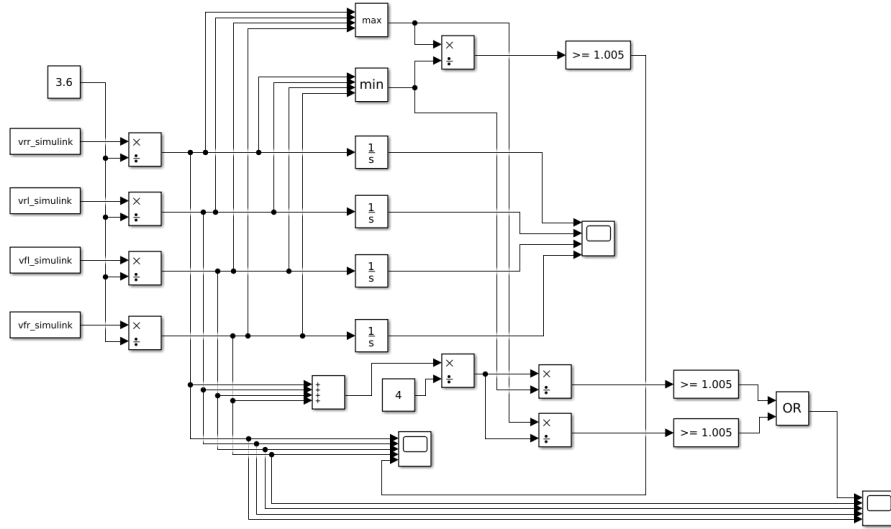 max
× ÷
>= 1.005
min
3.6
vrr_simulink
× ÷
1
s
vrl_simulink
× ÷
1
s
vfl_simulink
× ÷
1
s
vfr_simulink
× ÷
1
s
+
+
+
+
4
× ÷
× ÷
>= 1.005
× ÷
>= 1.005
OR